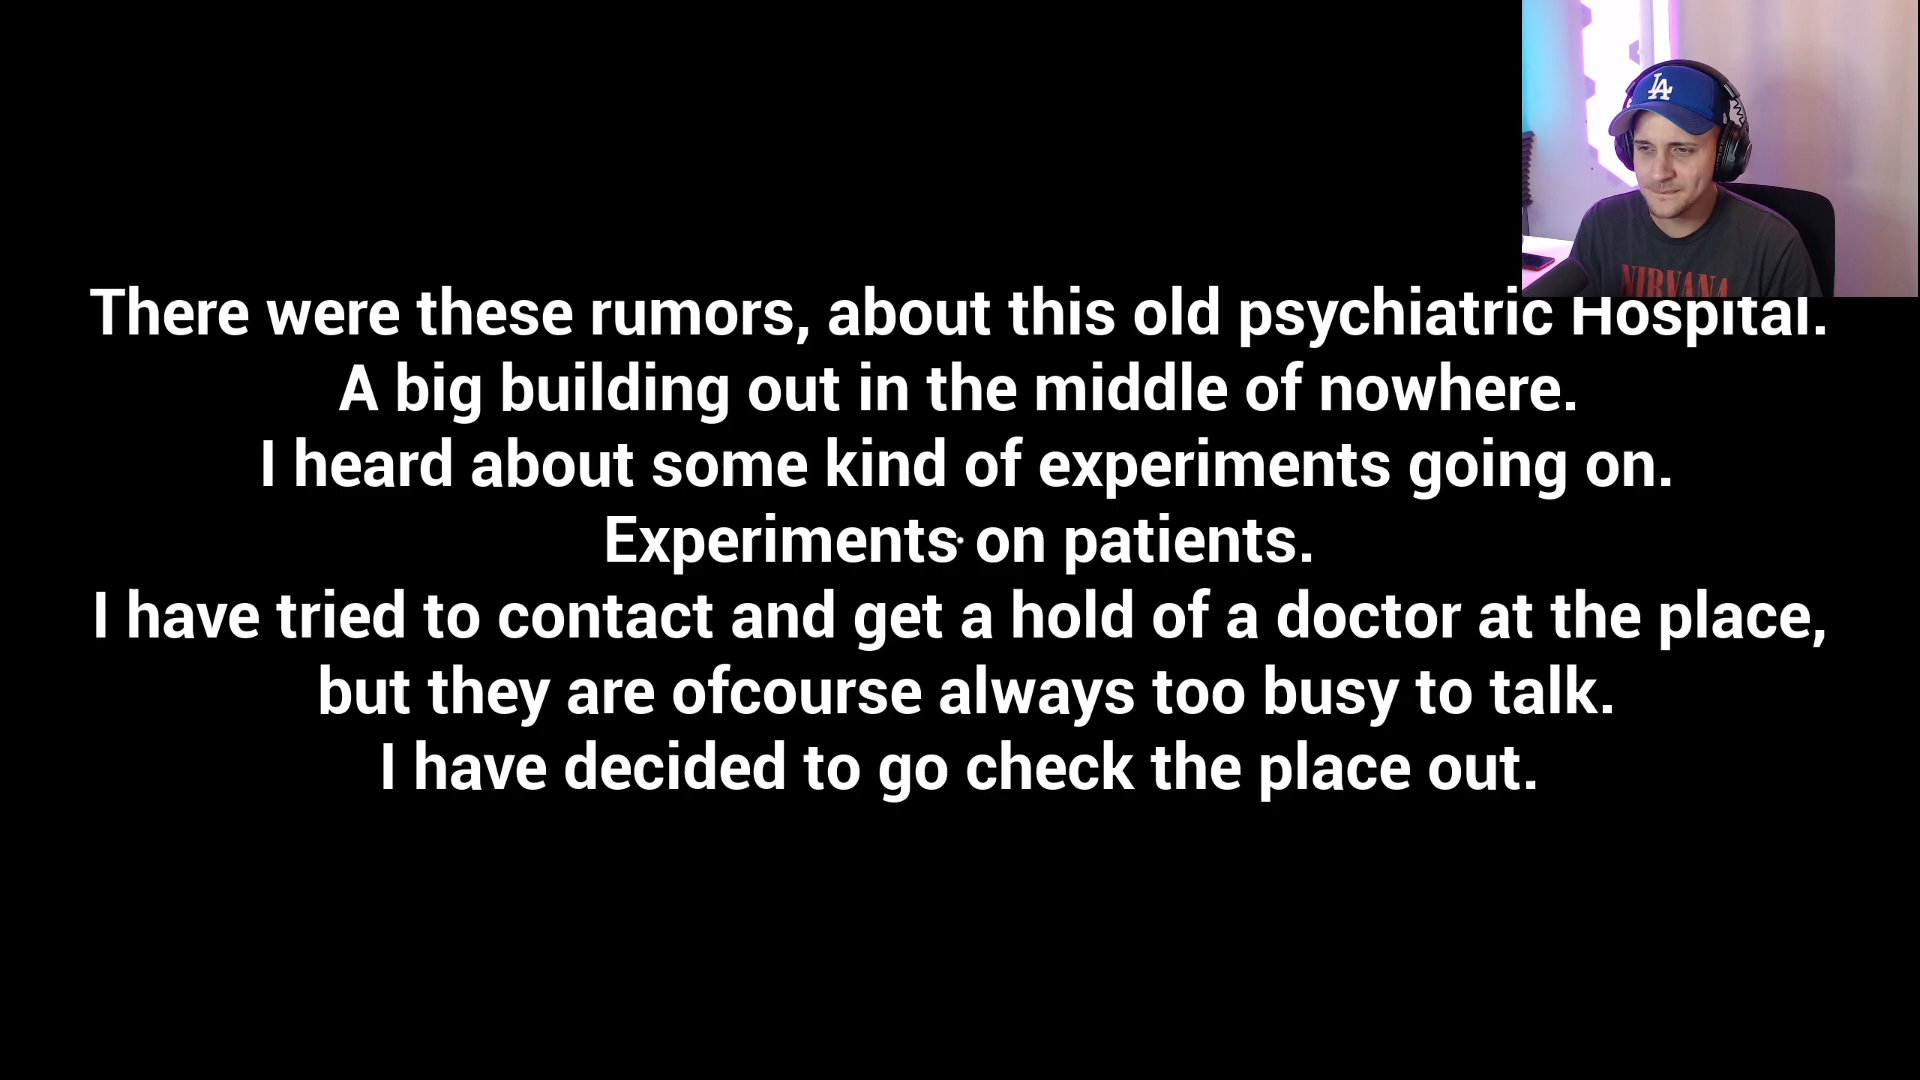 LA
NIRVANA
There were these rumors, about this old psychiatric Hospital.
A big building out in the middle of nowhere.
I heard about some kind of experiments going on.
Experiments on patients.
I have tried to contact and get a hold of a doctor at the place,
but they are ofcourse always too busy to talk.
I have decided to go check the place out.